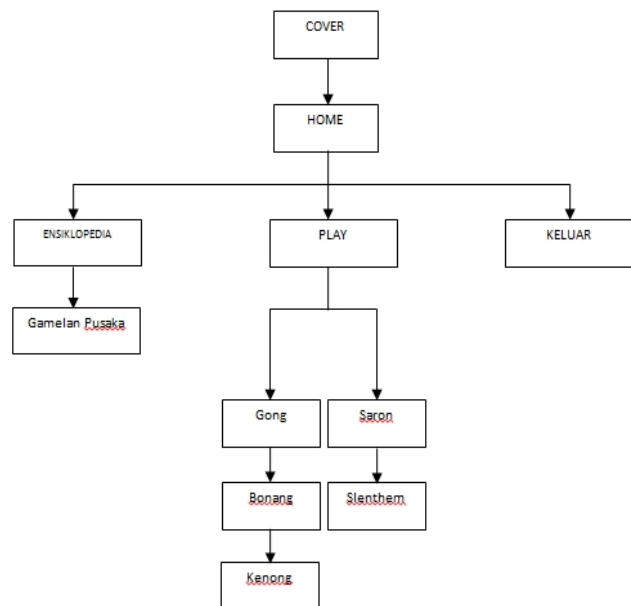 COVER
HOME
ENSIKLOPEDIA
PLAY
KELUAR
Gamelan Pusaka
Gong
Saron
Bonang
Slenthem
Kenong